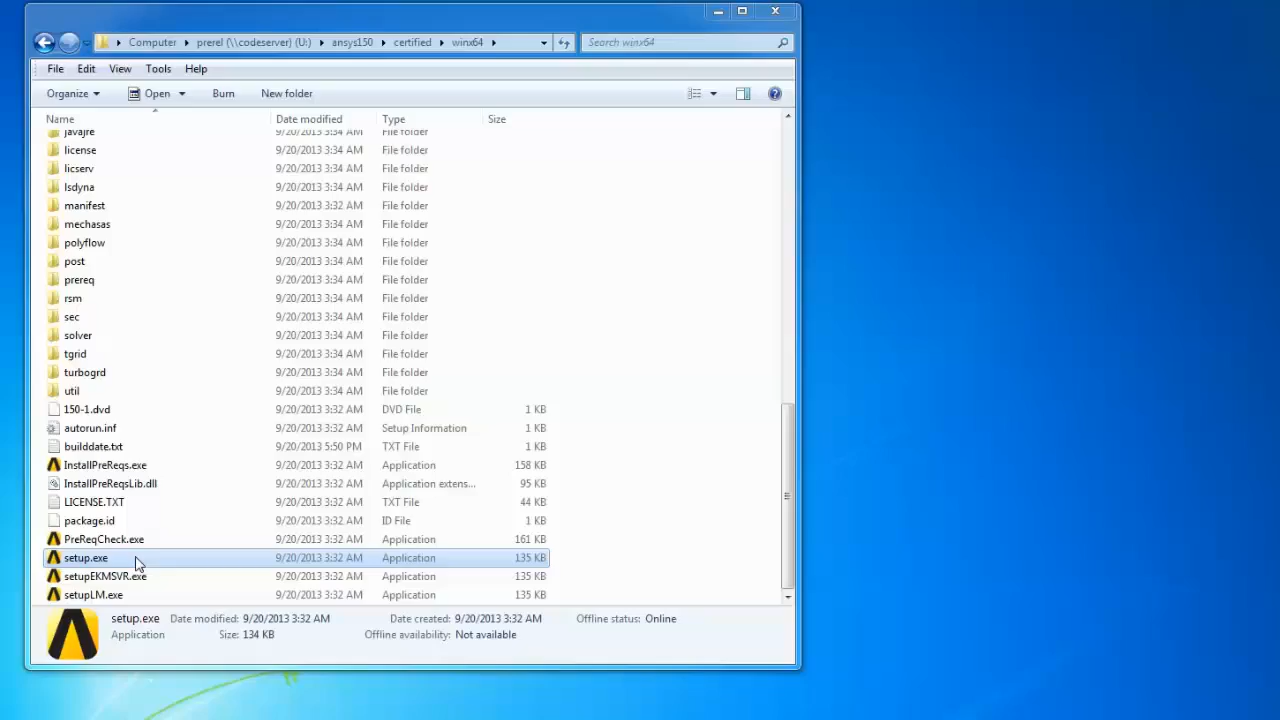 Computer prerel (\\codeserver) (U:) ansys150 certified winx64 Search winx64
File Edit View Tools Help
Organize Open Burn New folder
Name Date modified Type Size
javajre 9/20/2013 3:34 AM File folder
license 9/20/2013 3:34 AM File folder
licserv 9/20/2013 3:34 AM File folder
lsdyna 9/20/2013 3:34 AM File folder
manifest 9/20/2013 3:32 AM File folder
mechasas 9/20/2013 3:34 AM File folder
polyflow 9/20/2013 3:34 AM File folder
post 9/20/2013 3:34 AM File folder
prereq 9/20/2013 3:34 AM File folder
rsm 9/20/2013 3:34 AM File folder
sec 9/20/2013 3:34 AM File folder
solver 9/20/2013 3:34 AM File folder
tgrid 9/20/2013 3:34 AM File folder
turbogrd 9/20/2013 3:34 AM File folder
util 9/20/2013 3:34 AM File folder
150-1.dvd 9/20/2013 3:32 AM DVD File 1 KB
autorun.inf 9/20/2013 3:32 AM Setup Information 1 KB
builddate.txt 9/20/2013 5:50 PM TXT File 1 KB
InstallPreReqs.exe 9/20/2013 3:32 AM Application 158 KB
InstallPreReqsLib.dll 9/20/2013 3:32 AM Application extens... 95 KB
LICENSE.TXT 9/20/2013 3:32 AM TXT File 44 KB
package.id 9/20/2013 3:32 AM ID File 1 KB
PreReqCheck.exe 9/20/2013 3:32 AM Application 161 KB
setup.exe 9/20/2013 3:32 AM Application 135 KB
setupEKMSVR.exe 9/20/2013 3:32 AM Application 135 KB
setupLM.exe 9/20/2013 3:32 AM Application 135 KB
setup.exe Date modified: 9/20/2013 3:32 AM Date created: 9/20/2013 3:32 AM Offline status: Online
Application Size: 134 KB Offline availability: Not available